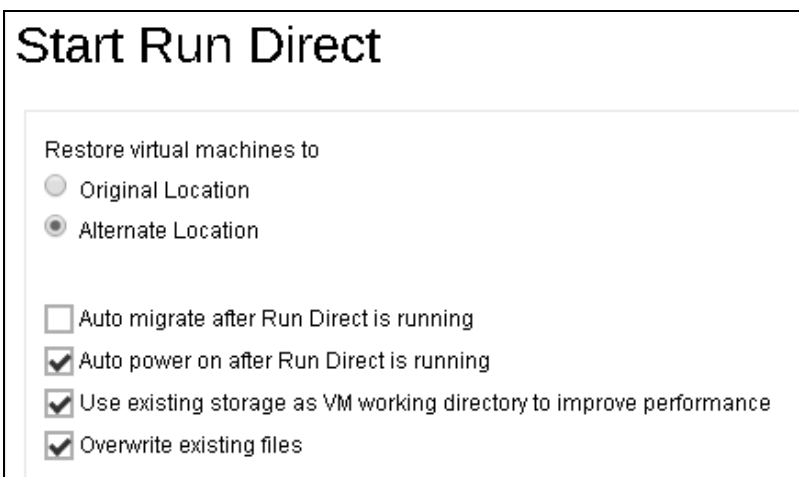 Start Run Direct
Restore virtual machines to
Original Location
Alternate Location
Auto migrate after Run Direct is running
Auto power on after Run Direct is running
Use existing storage as VM working directory to improve performance
Overwrite existing files